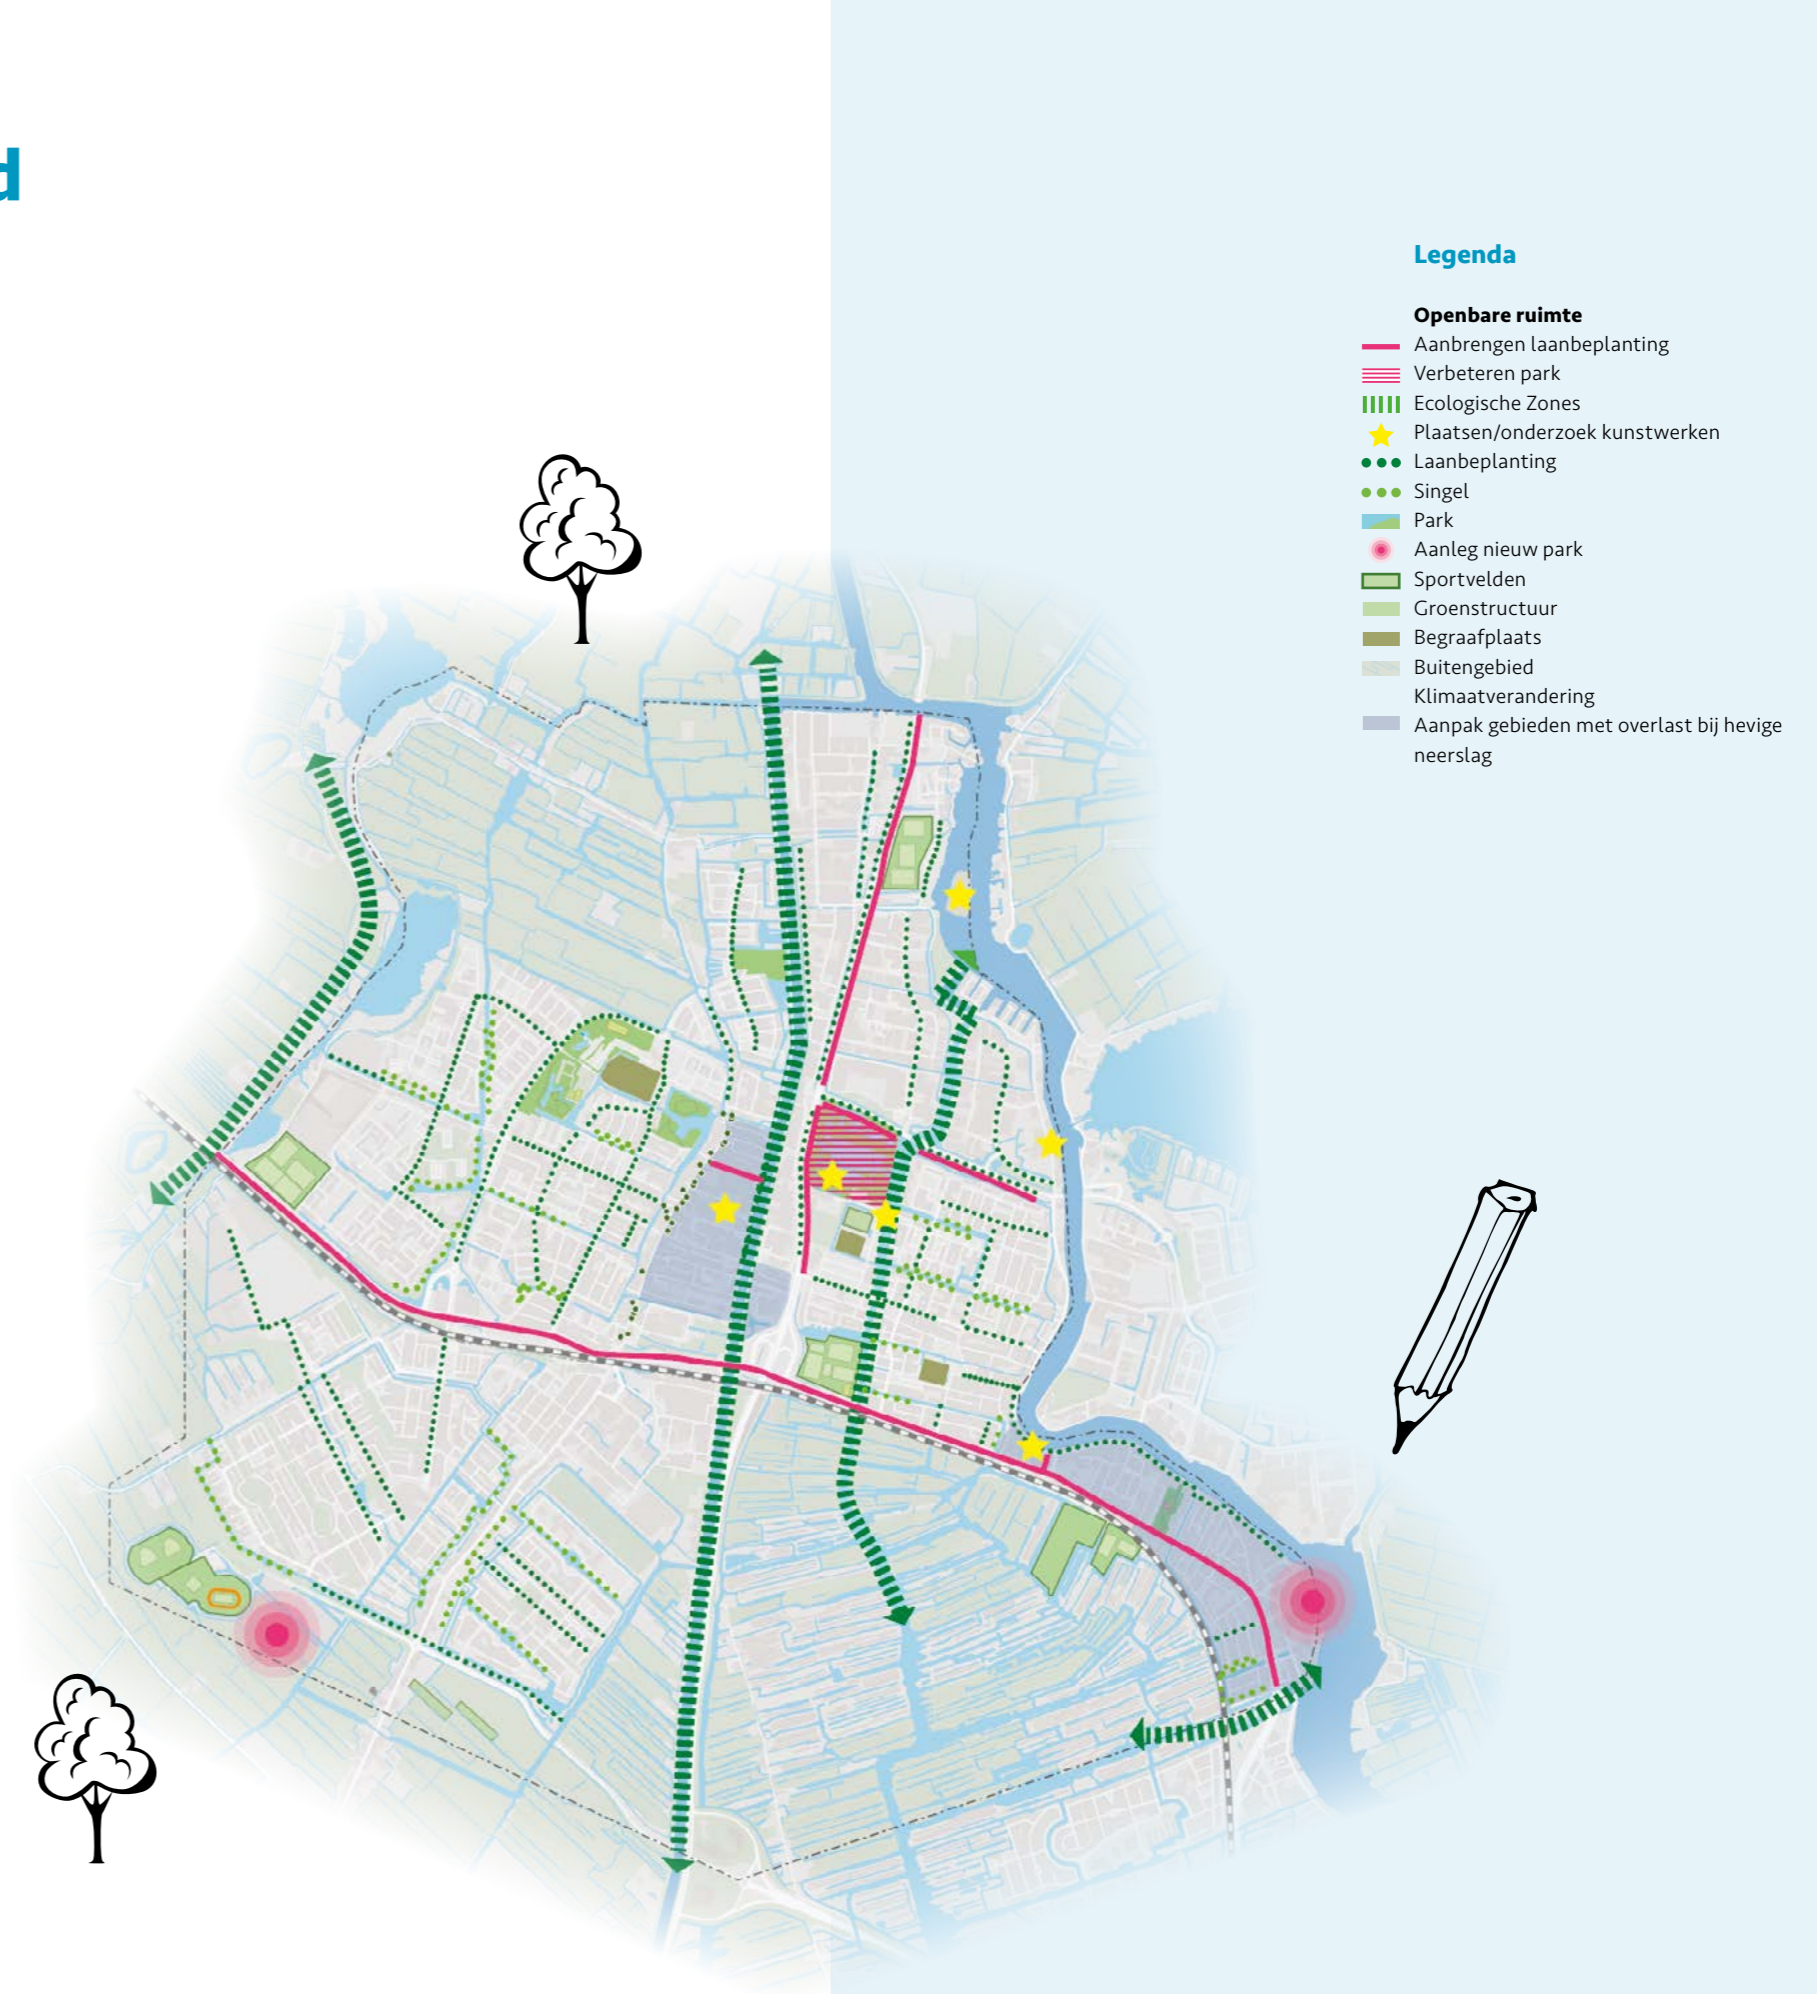 d
Legenda
Openbare ruimte
Aanbrengen laanbeplanting
Verbeteren park
Ecologische Zones
Plaatsen/onderzoek kunstwerken
Laanbeplanting
Singel
Park
Aanleg nieuw park
Sportvelden
Groenstructuur
Begraafplaats
Buitengebied
Klimaatverandering
Aanpak gebieden met overlast bij hevige
neerslag